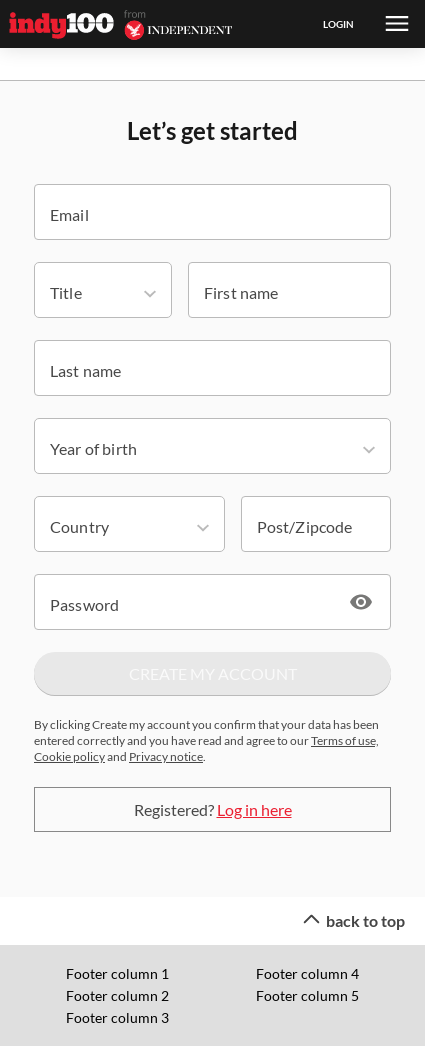 indy100 from INDEPENDENT LOGIN
Let's get started
Email
Title First name
Last name
Year of birth
Country Post/Zipcode
Password
CREATE MY ACCOUNT
By clicking Create my account you confirm that your data has been
entered correctly and you have read and agree to our Terms of use,
Cookie policy and Privacy notice.
Registered? Log in here
back to top
Footer column 1
Footer column 2
Footer column 3
Footer column 4
Footer column 5